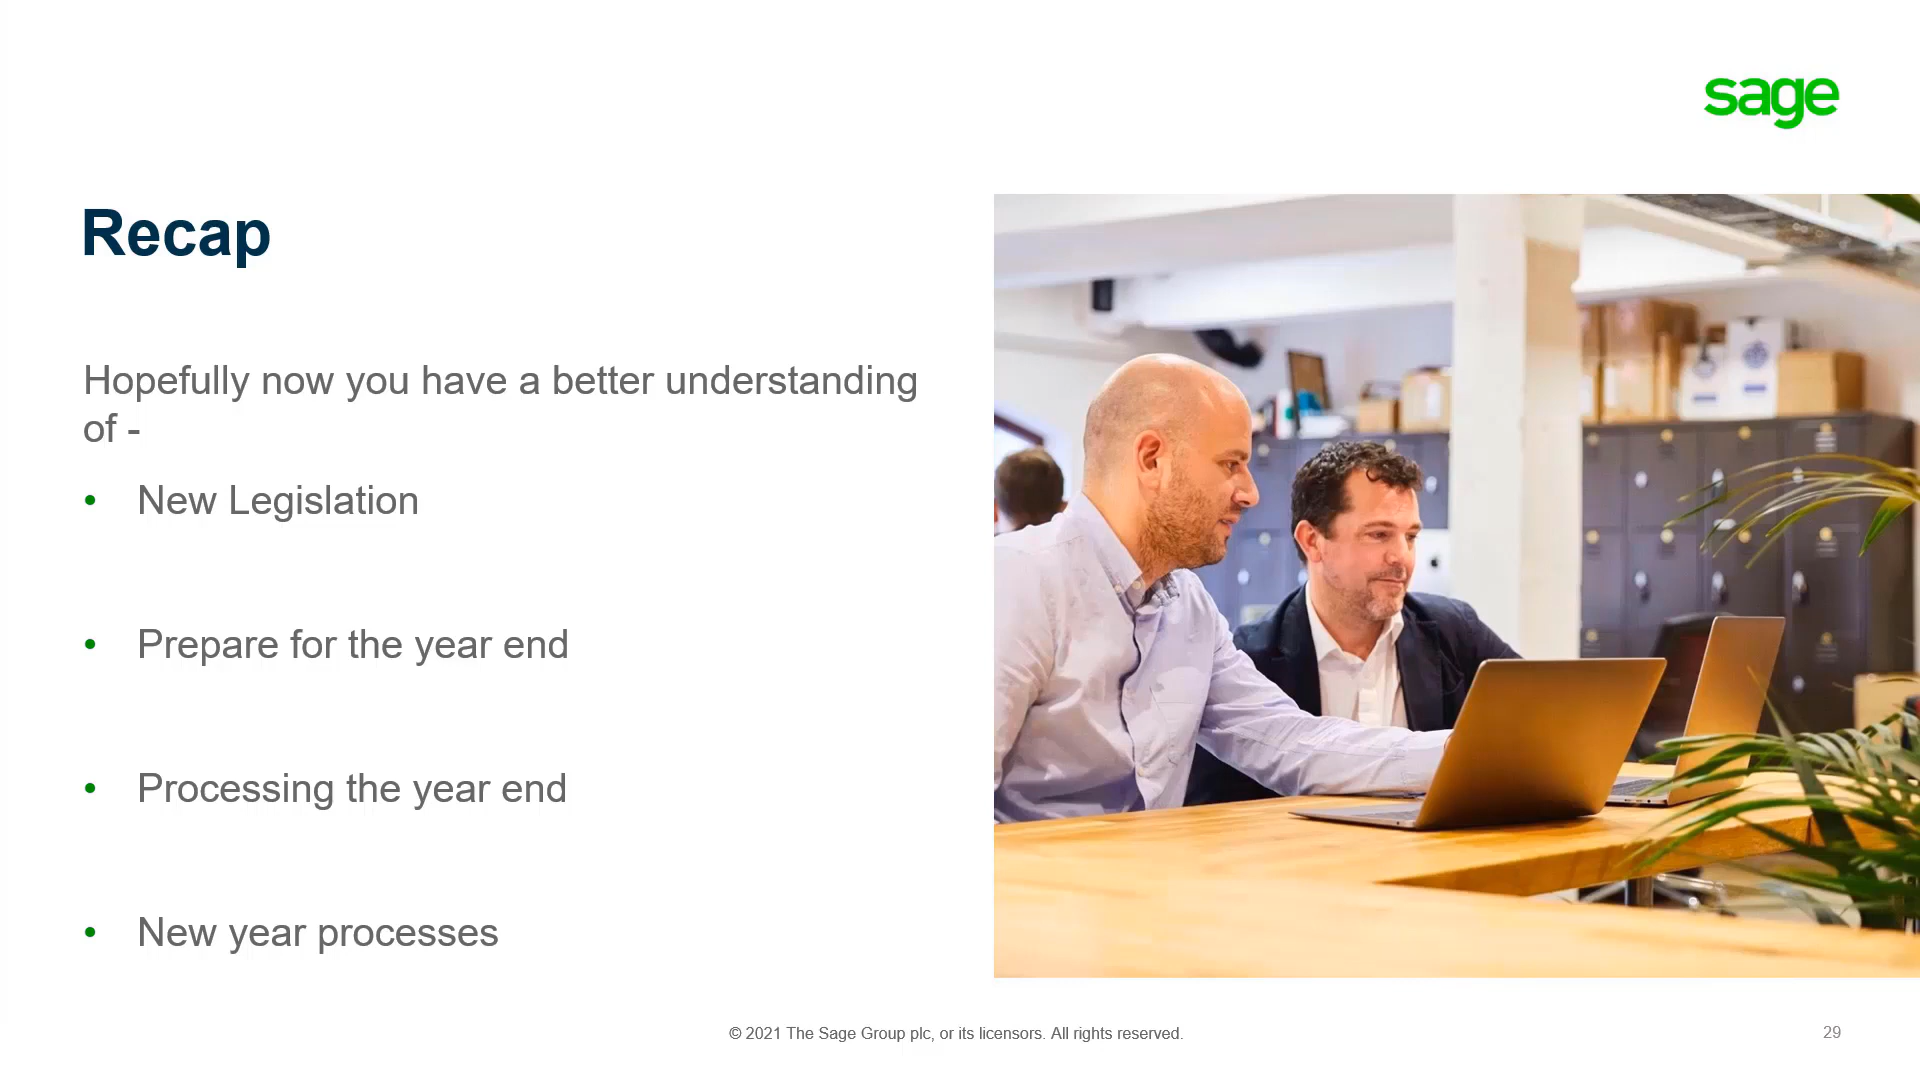 sage
Recap
Hopefully now you have a better understanding
of -
• New Legislation
• Prepare for the year end
• Processing the year end
• New year processes
© 2021 The Sage Group plc, or its licensors. All rights reserved.
29